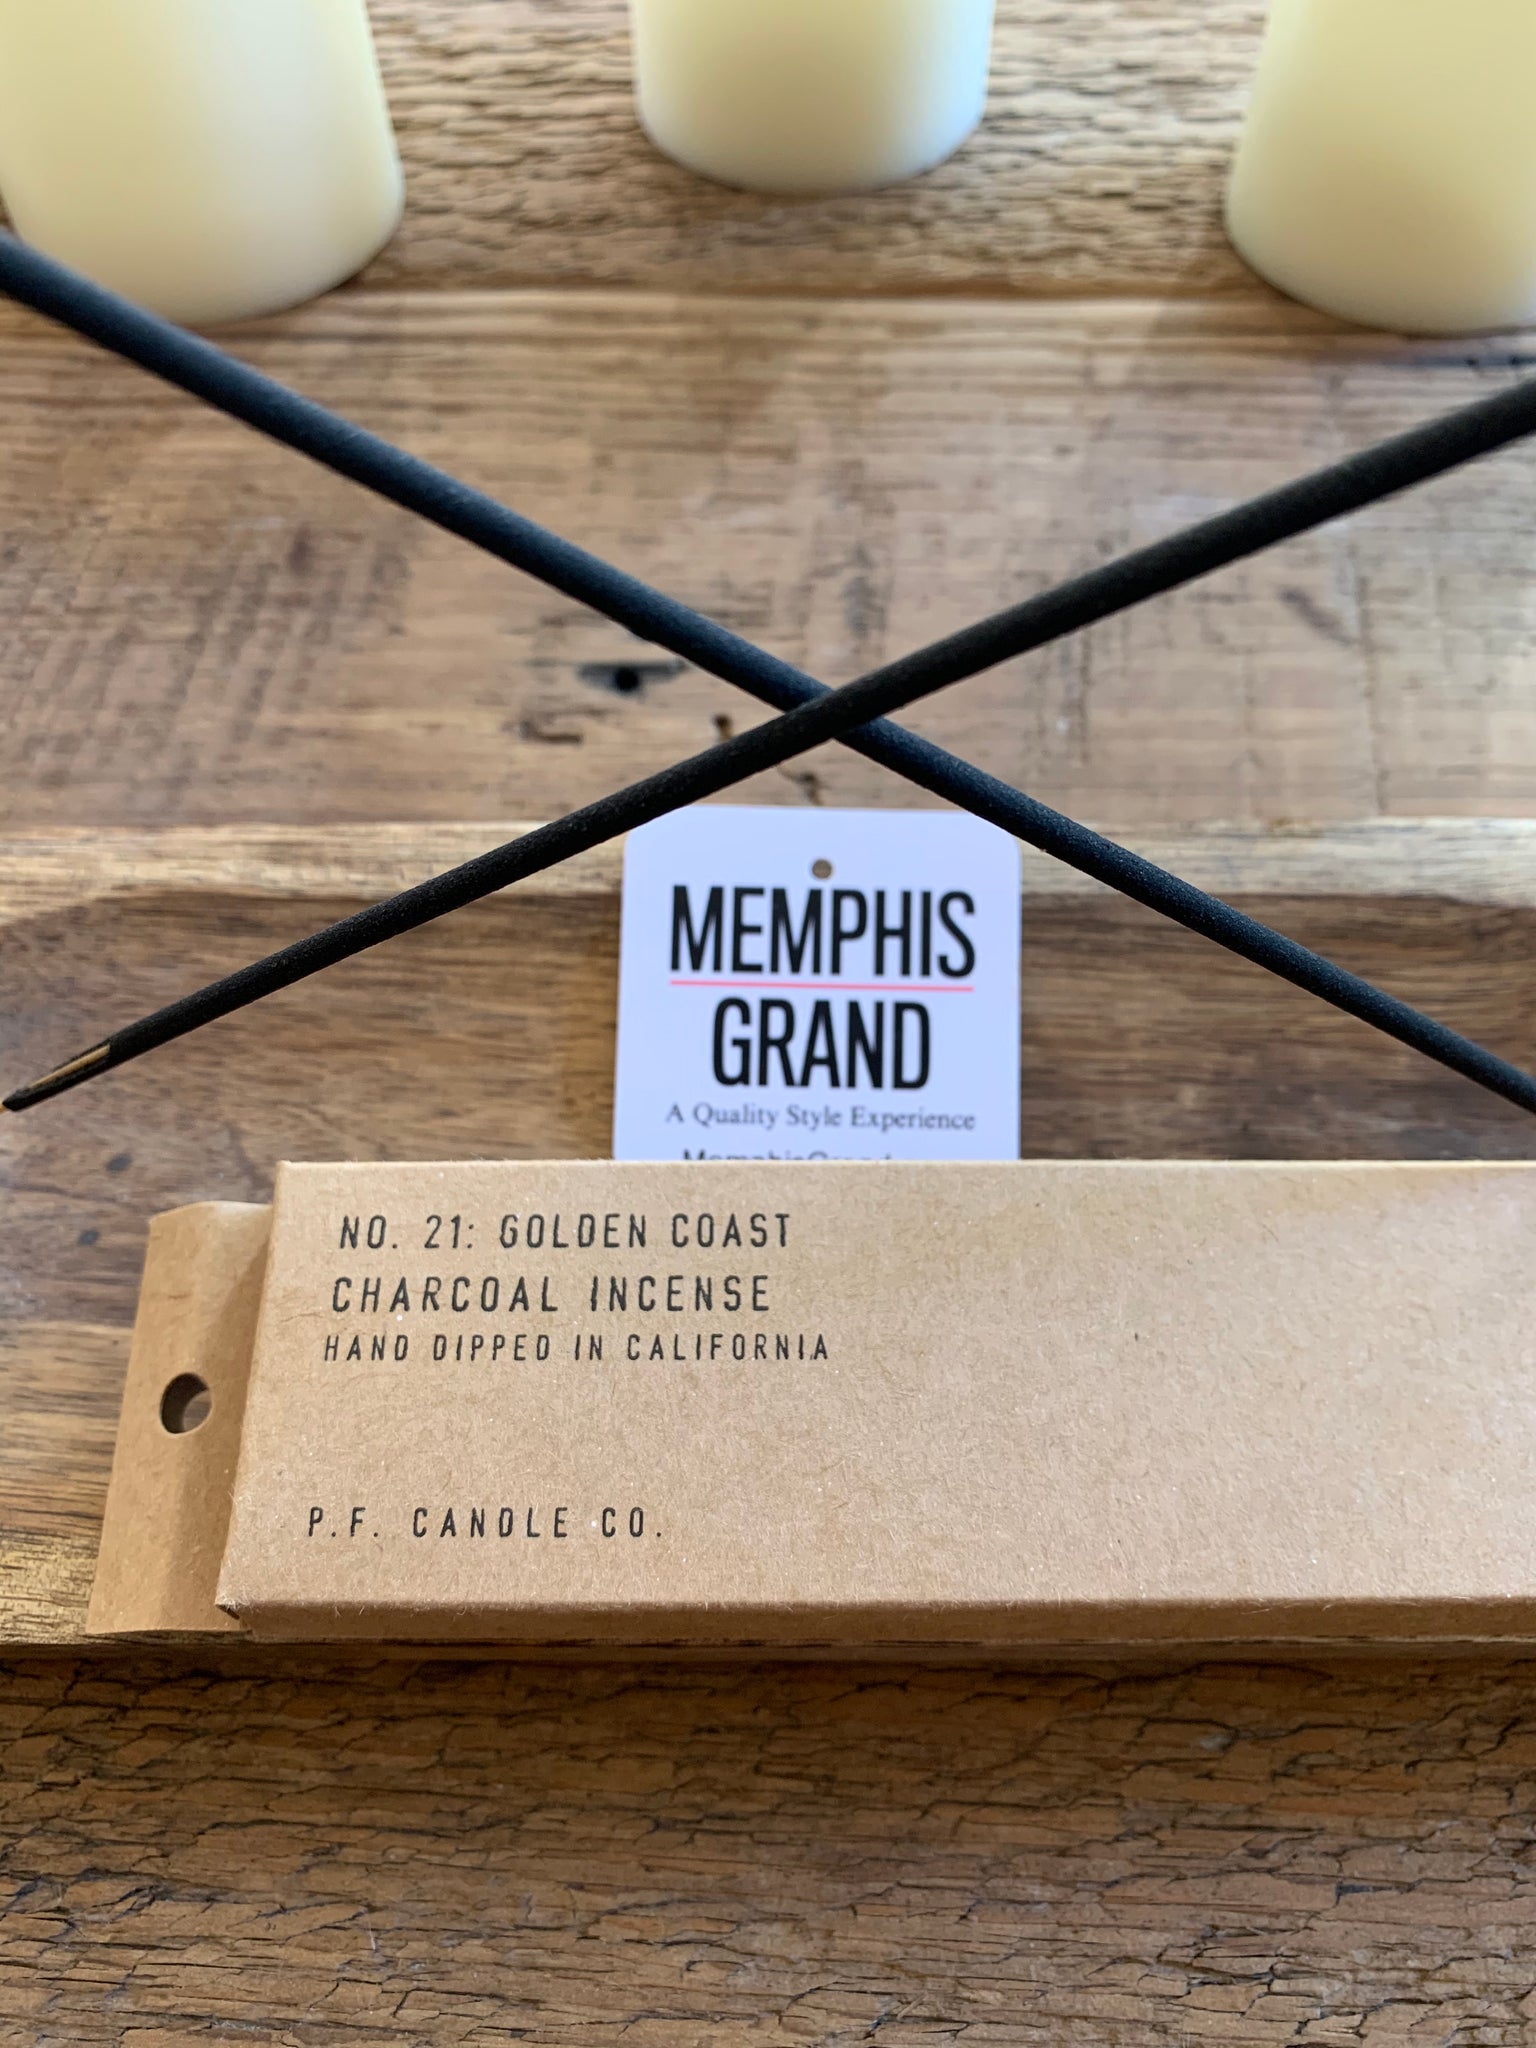 MEMPHIS
GRAND
A Quality Style Experience
NO. 21: GOLDEN COAST
CHARCOAL INCENSE
HAND DIPPED IN CALIFORNIA
P.F. CANDLE CO.